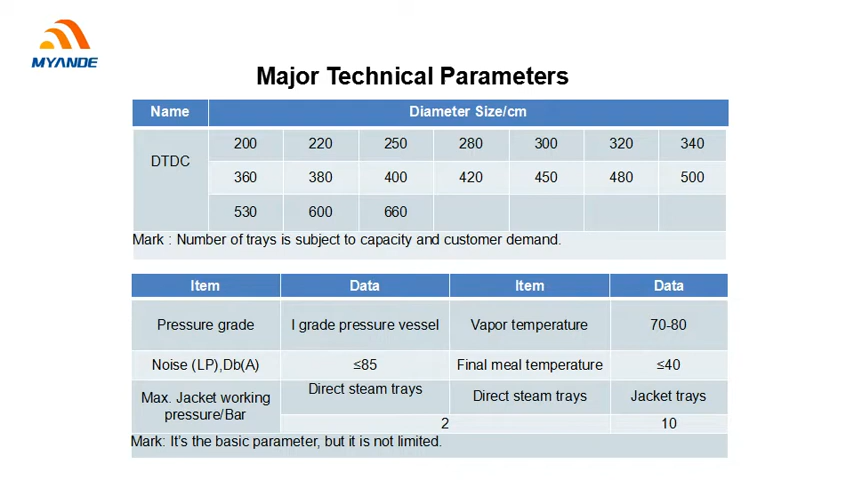 MYANDE
Major Technical Parameters
Name Diameter Size/cm
DTDC
200 220 250 280 300 320 340
360 380 400 420 450 480 500
530 600 660
Mark : Number of trays is subject to capacity and customer demand.
Item Data Item Data
Pressure grade I grade pressure vessel Vapor temperature 70-80
Noise (LP),Db(A) ≤85 Final meal temperature ≤40
Max. Jacket working
pressure/Bar
Direct steam trays Direct steam trays Jacket trays
2 10
Mark: It’s the basic parameter, but it is not limited.